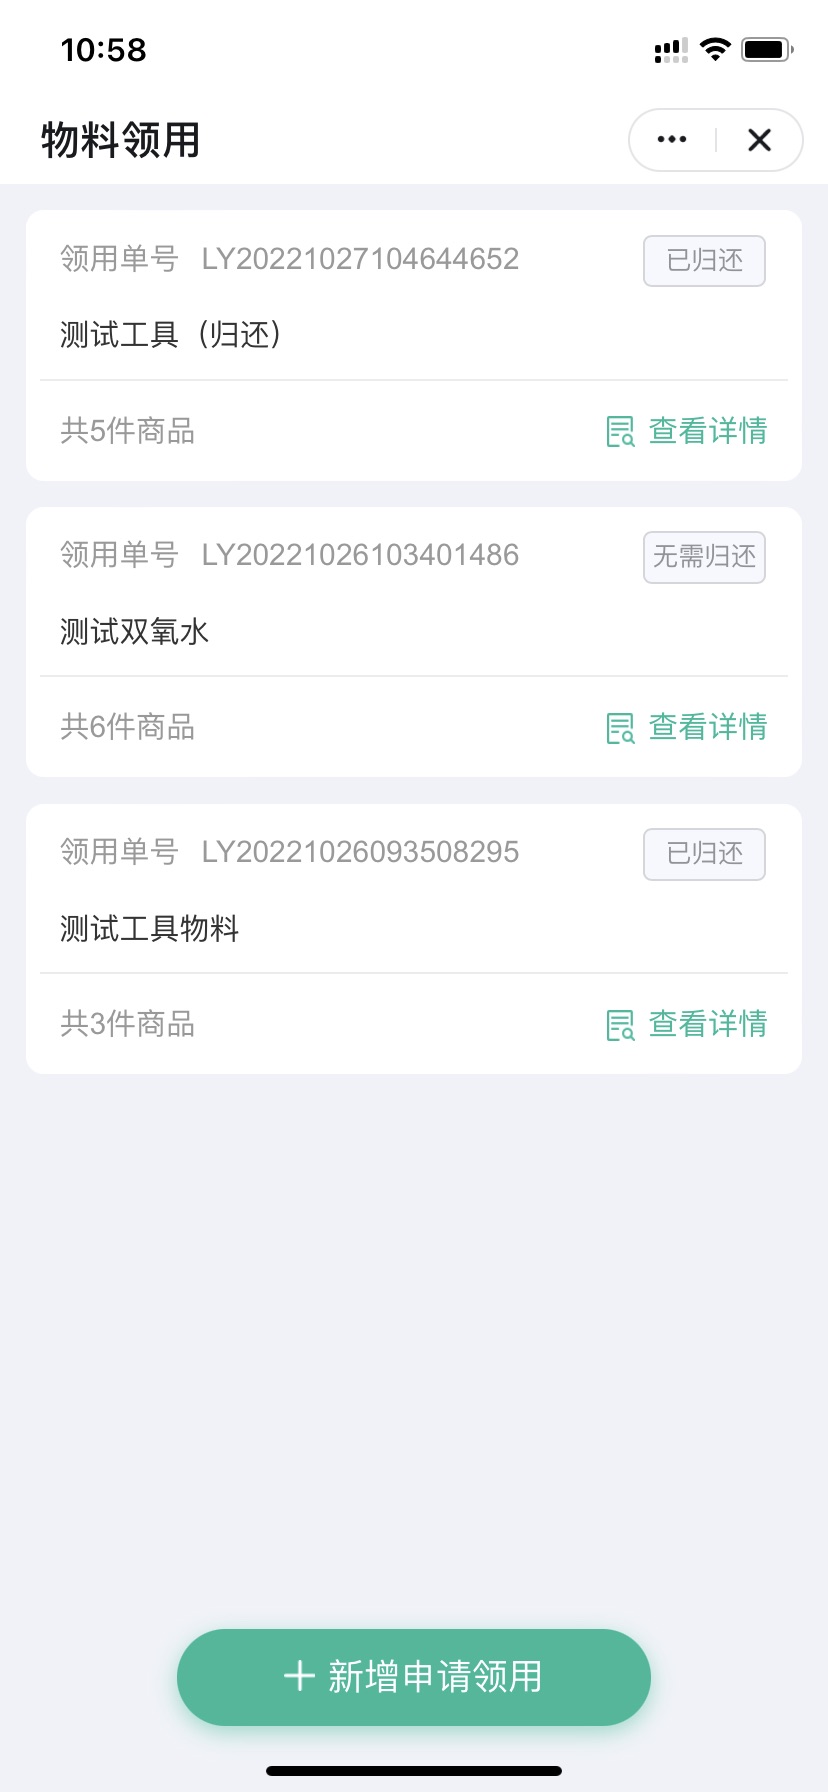 10:58
物料领用
领用单号 LY20221027104644652 已归还
测试工具（归还）
共5件商品 查看详情
领用单号 LY20221026103401486 无需归还
测试双氧水
共6件商品 查看详情
领用单号 LY20221026093508295 已归还
测试工具物料
共3件商品 查看详情
新增申请领用